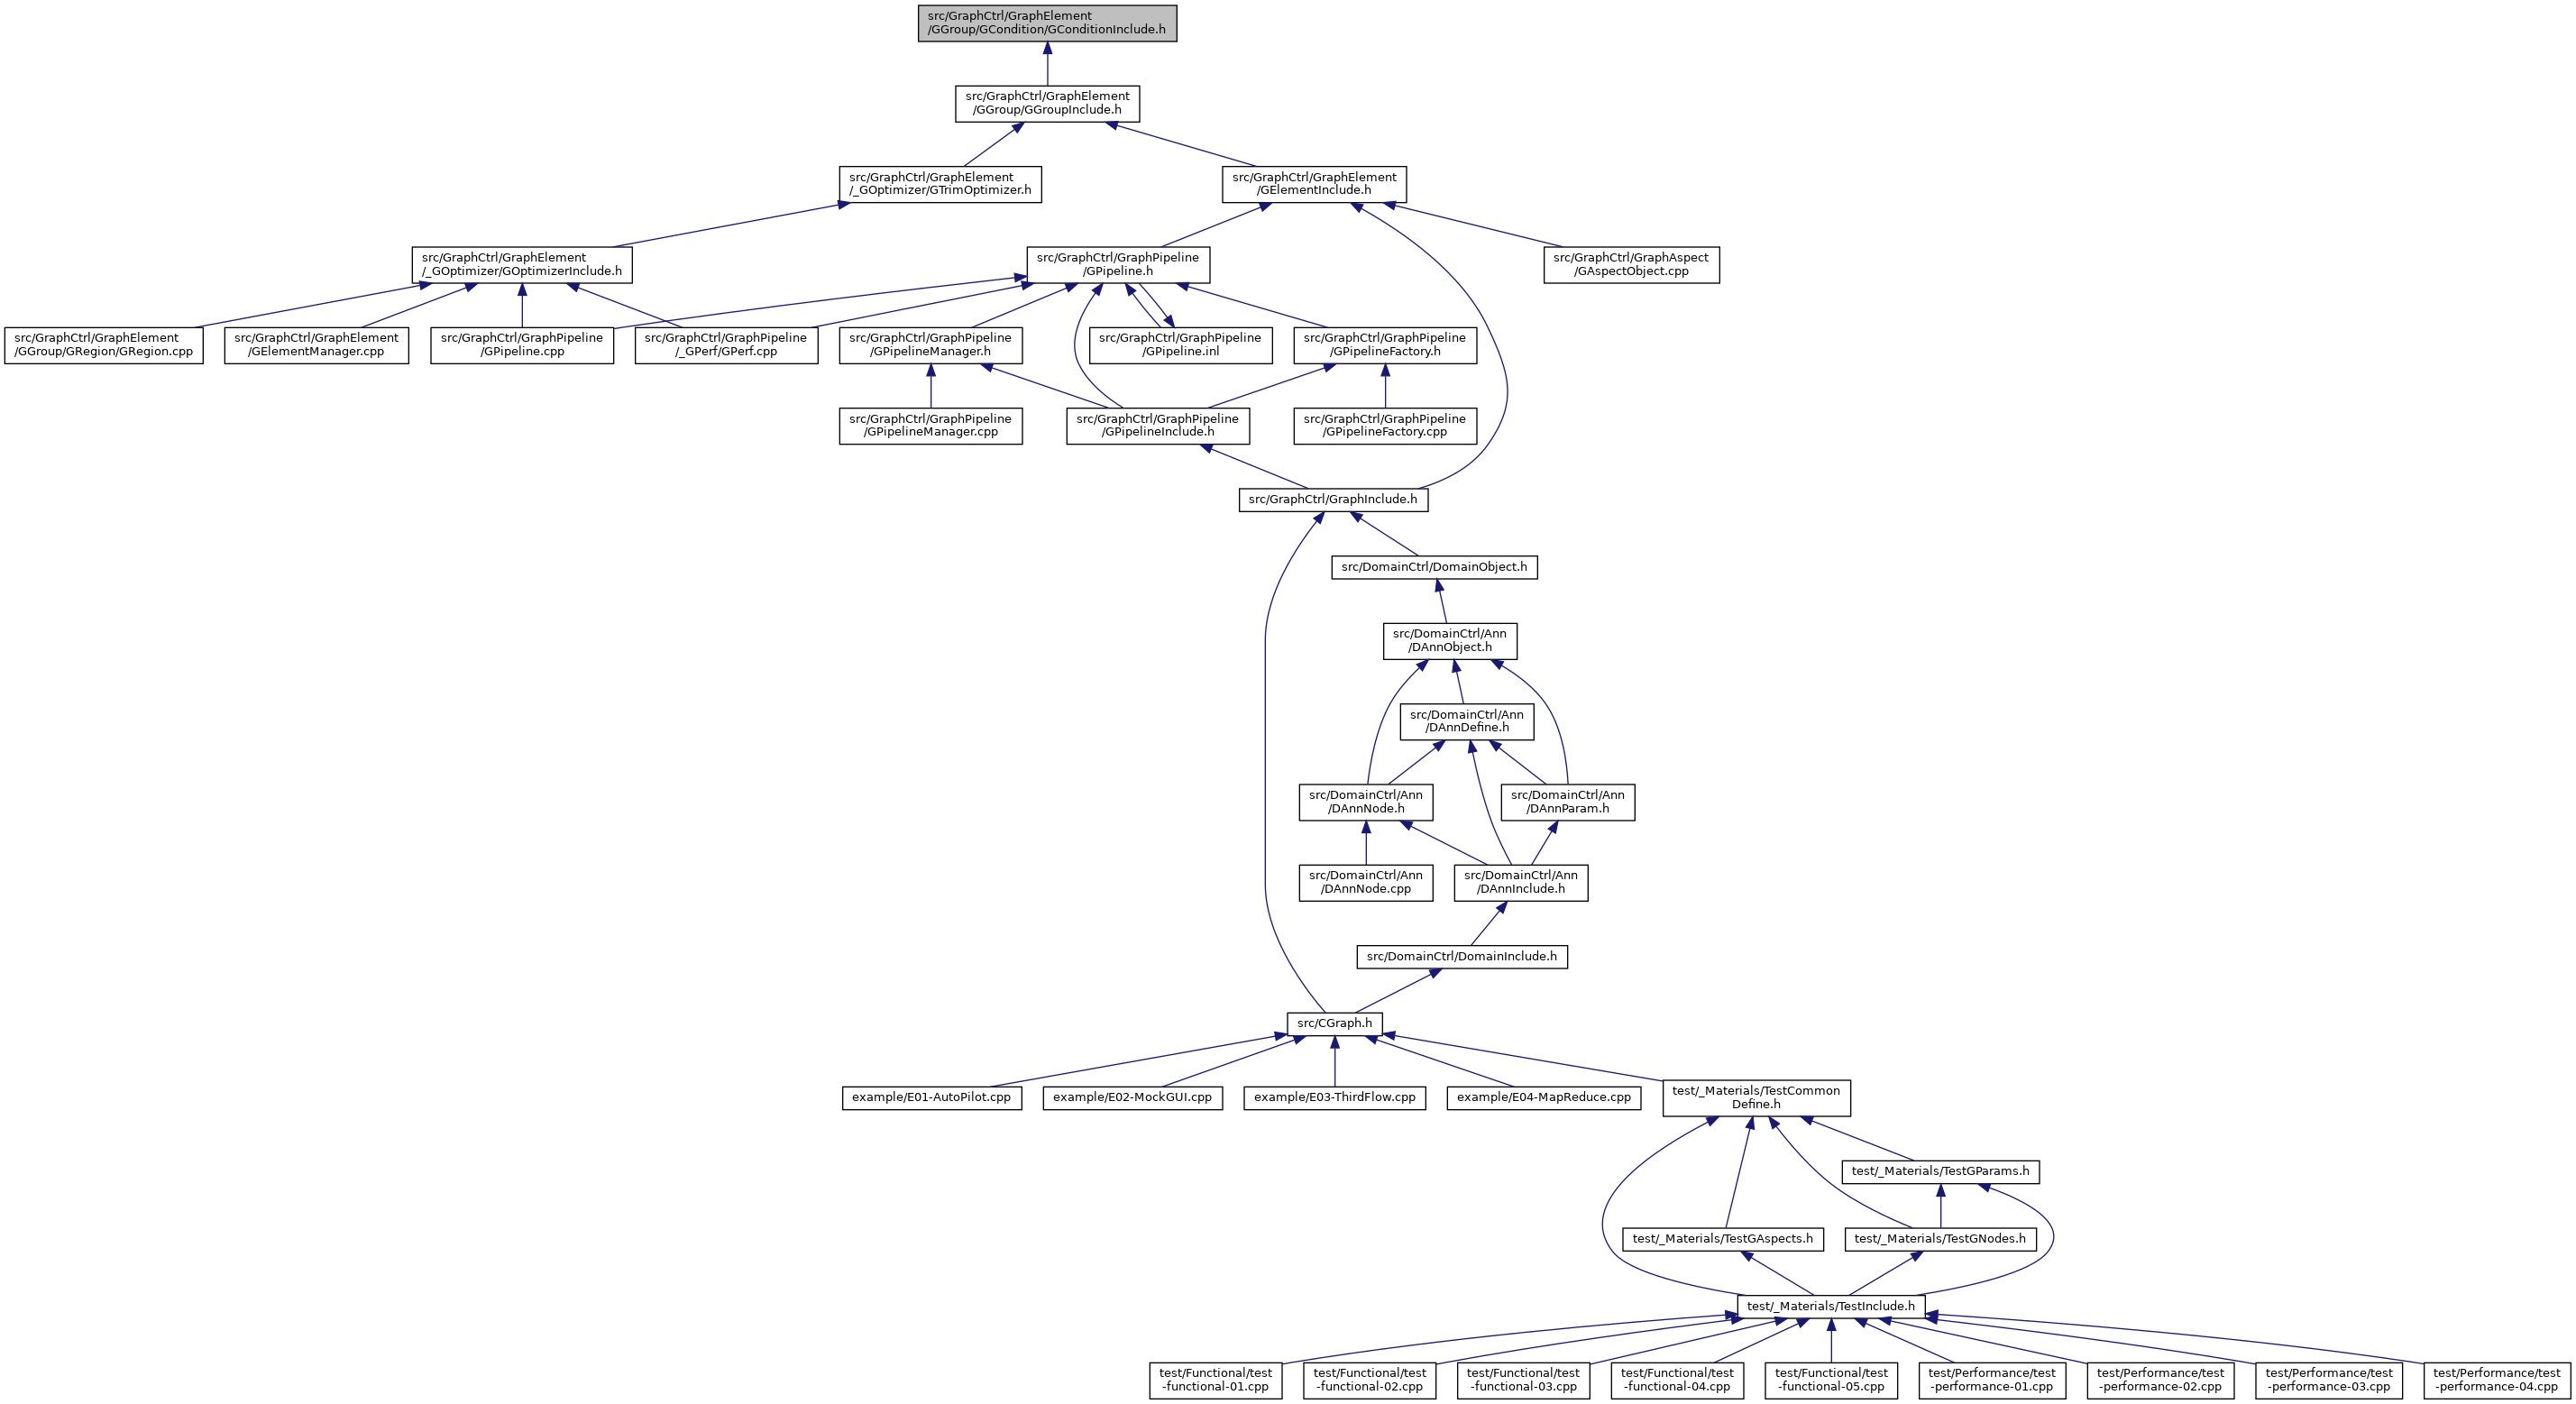 src/GraphCtrl/GraphElement
/GGroup/GCondition/GConditionInclude.h
src/GraphCtrl/GraphElement
/GGroup/GGroupInclude.h
src/GraphCtrl/GraphElement
/_GOptimizer/GTrimOptimizer.h
src/GraphCtrl/GraphElement
/GElementInclude.h
src/GraphCtrl/GraphElement
/_GOptimizer/GOptimizerInclude.h
src/GraphCtrl/GraphPipeline
/GPipeline.h
src/GraphCtrl/GraphAspect
/GAspectObject.cpp
src/GraphCtrl/GraphElement
/GGroup/GRegion/GRegion.cpp
src/GraphCtrl/GraphElement
/GElementManager.cpp
src/GraphCtrl/GraphPipeline
/GPipeline.cpp
src/GraphCtrl/GraphPipeline
/_GPerf/GPerf.cpp
src/GraphCtrl/GraphPipeline
/GPipelineManager.h
src/GraphCtrl/GraphPipeline
/GPipeline.inl
src/GraphCtrl/GraphPipeline
/GPipelineFactory.h
src/GraphCtrl/GraphPipeline
/GPipelineManager.cpp
src/GraphCtrl/GraphPipeline
/GPipelineInclude.h
src/GraphCtrl/GraphPipeline
/GPipelineFactory.cpp
src/GraphCtrl/GraphInclude.h
src/DomainCtrl/DomainObject.h
src/DomainCtrl/Ann
/DAnnObject.h
src/DomainCtrl/Ann
/DAnnDefine.h
src/DomainCtrl/Ann
/DAnnNode.h
src/DomainCtrl/Ann
/DAnnParam.h
src/DomainCtrl/Ann
/DAnnNode.cpp
src/DomainCtrl/Ann
/DAnnInclude.h
src/DomainCtrl/DomainInclude.h
src/CGraph.h
example/E01-AutoPilot.cpp
example/E02-MockGUI.cpp
example/E03-ThirdFlow.cpp
example/E04-MapReduce.cpp
test/_Materials/TestCommon
Define.h
test/_Materials/TestGParams.h
test/_Materials/TestGAspects.h
test/_Materials/TestGNodes.h
test/_Materials/TestInclude.h
test/Functional/test
-functional-01.cpp
test/Functional/test
-functional-02.cpp
test/Functional/test
-functional-03.cpp
test/Functional/test
-functional-04.cpp
test/Functional/test
-functional-05.cpp
test/Performance/test
-performance-01.cpp
test/Performance/test
-performance-02.cpp
test/Performance/test
-performance-03.cpp
test/Performance/test
-performance-04.cpp